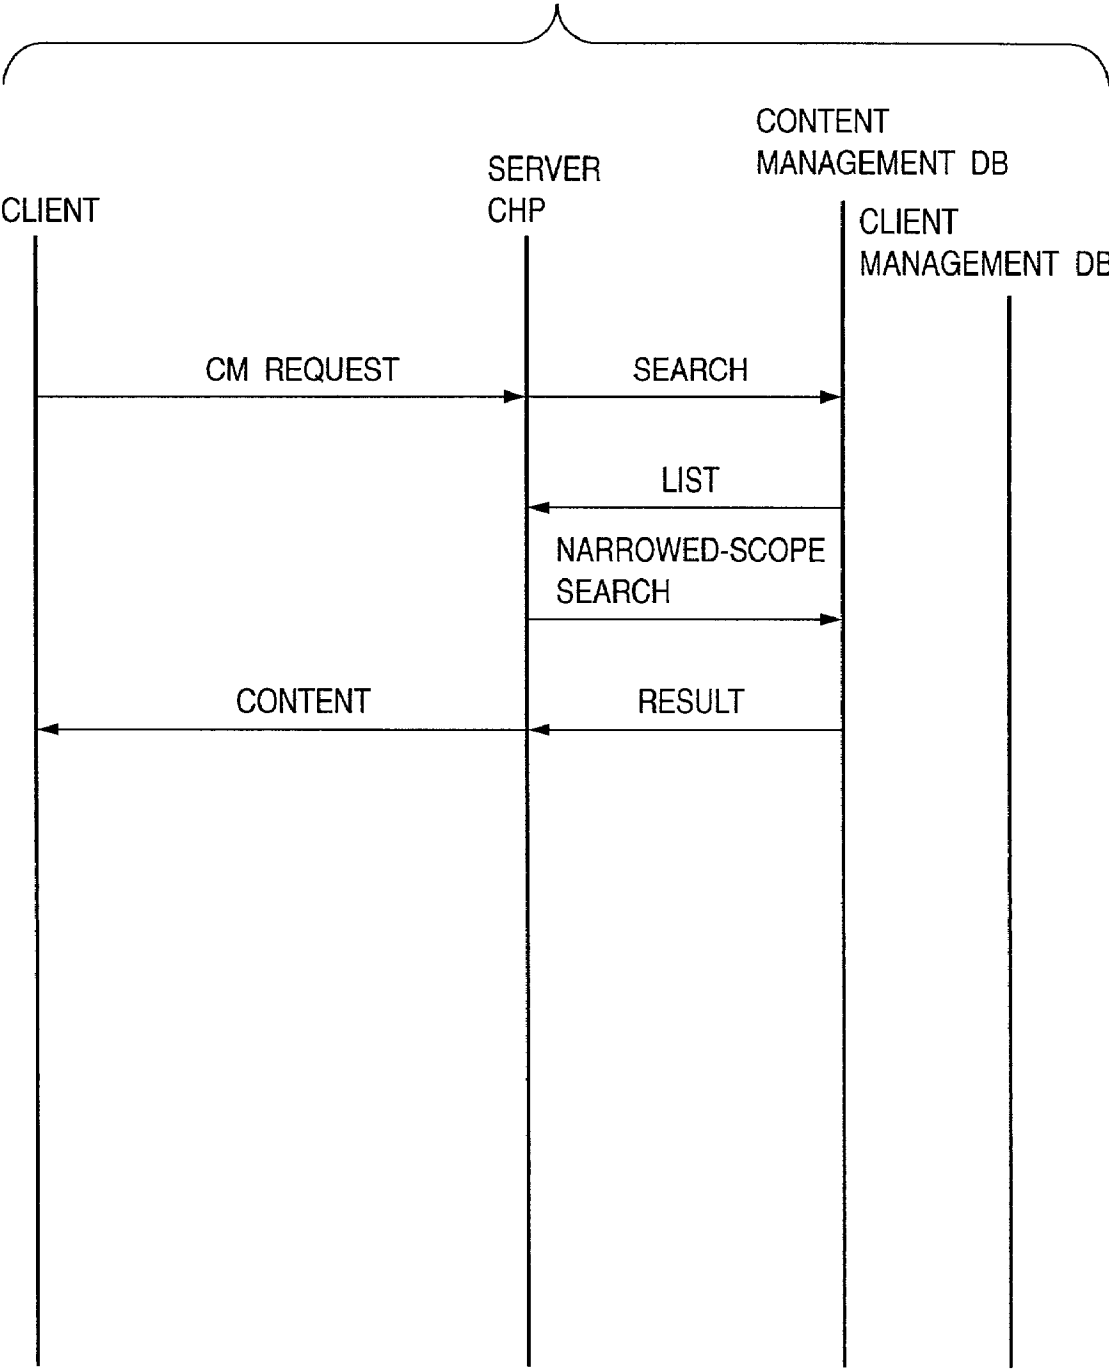 CONTENT
MANAGEMENT DB
SERVER
CHP
CLIENT
CLIENT
MANAGEMENT DB
CM REQUEST
SEARCH
LIST
NARROWED-SCOPE
SEARCH
CONTENT
RESULT